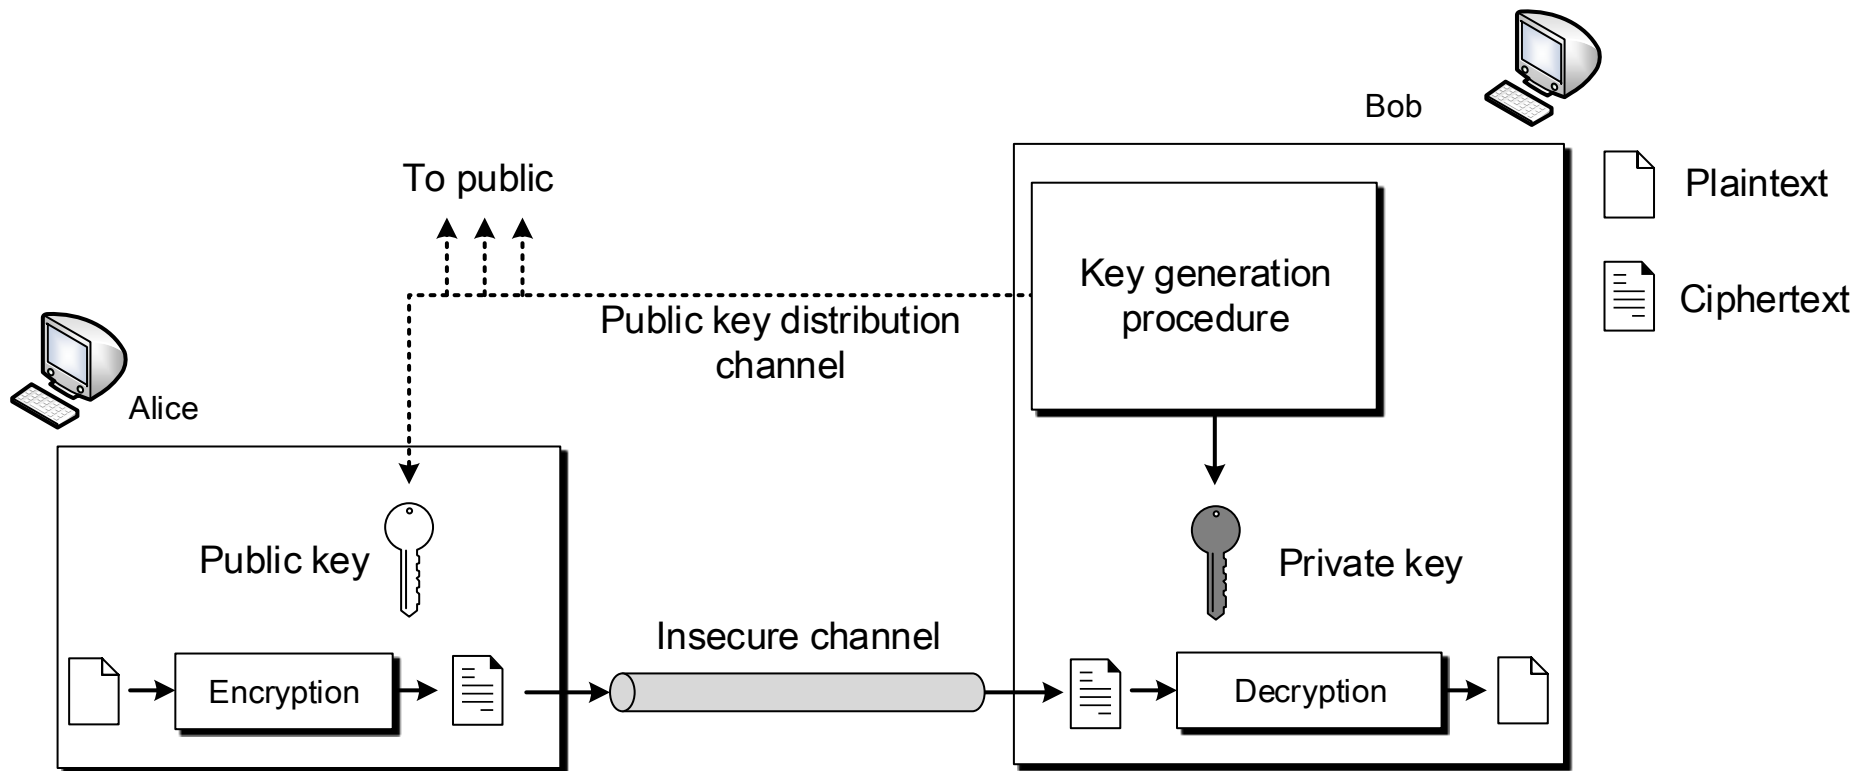 Bob
To public
Plaintext
Key generation
procedure
Ciphertext
Public key distribution
channel
Alice
Public key
Private key
Insecure channel
Encryption
Decryption